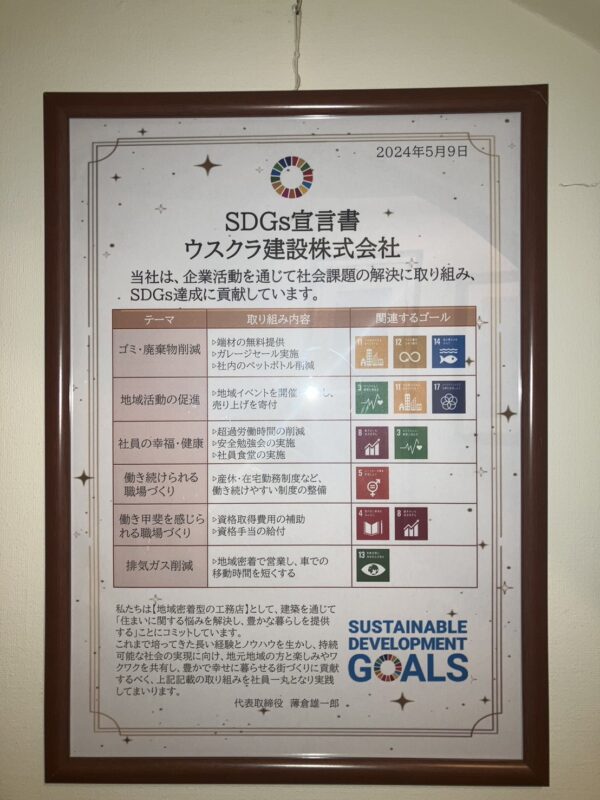 2024年5月9日
SDGs宣言書
ウスクラ建設株式会社
当社は、企業活動を通じて社会課題の解決に取り組み、
SDGs達成に貢献しています。
テーマ 取り組み内容 関連するゴール
ゴミ・廃棄物削減
▹端材の無料提供
▹ガレージセール実施
▹社内のペットボトル削減
11 12 14
地域活動の促進
▹地域イベントを開催 し、
売り上げを寄付
3 11 17
社員の幸福・健康
▹超過労働時間の削減
▹安全勉強会の実施
▹社員食堂の実施
8 3
働き続けられる
職場づくり
▹産休・在宅勤務制度など、
働き続けやすい制度の整備
5
働き甲斐を感じら
れる職場づくり
▹資格取得費用の補助
▹資格手当の給付
4 8
排気ガス削減
▹地域密着で営業し、車での
移動時間を短くする
13
私たちは【地域密着型の工務店】として、建築を通じて
「住まいに関する悩みを解決し、豊かな暮らしを提供
する」ことにコミットしています。
これまで培ってきた長い経験とノウハウを生かし、持続
可能な社会の実現に向け、地元地域の方と楽しみやワ
クワクを共有し、豊かで幸せに暮らせる街づくりに貢献
するべく、上記記載の取り組みを社員一丸となり実践
してまいります。
代表取締役 薄倉雄一郎
SUSTAINABLE
DEVELOPMENT
GOALS